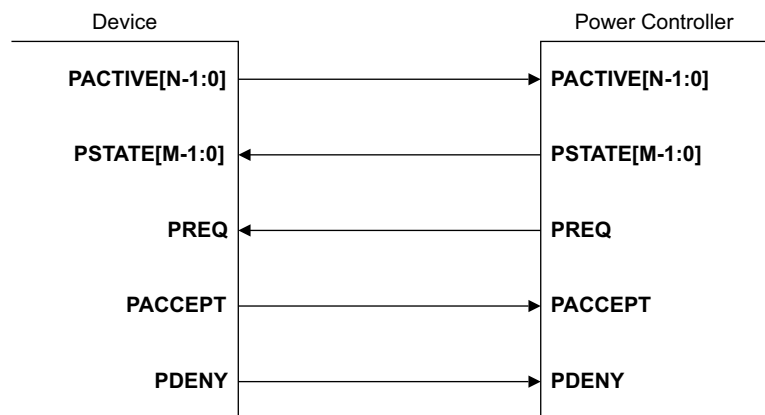 Device Power Controller
PACTIVE[N-1:0] PACTIVE[N-1:0]
PSTATE[M-1:0] PSTATE[M-1:0]
PREQ PREQ
PACCEPT PACCEPT
PDENY PDENY